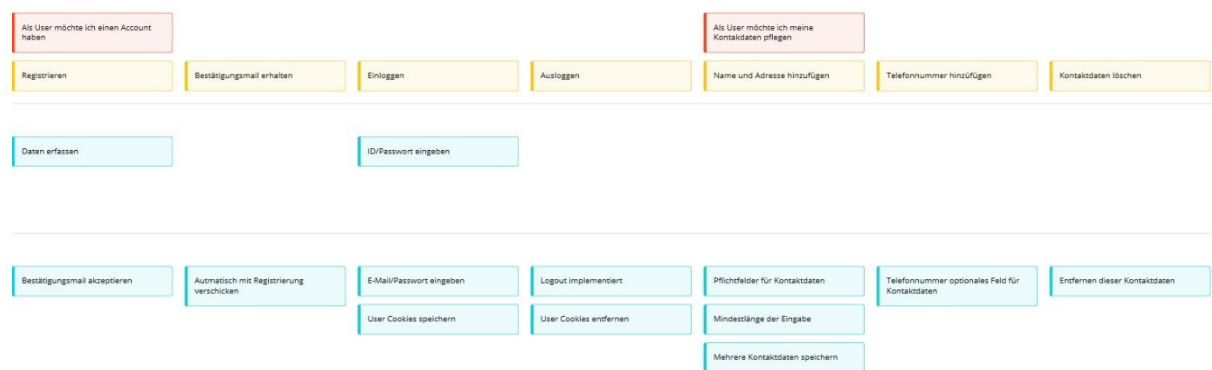 Als User möchte ich einen Account
haben
Als User möchte ich meine
Kontakdaten pflegen
Registrieren
Bestätigungsmail erhalten
Einloggen
Ausloggen
Name und Adresse hinzufügen
Telefonnummer hinzüfügen
Kontaktdaten löschen
Daten erfassen
ID/Passwort eingeben
Bestätigungsmail akzeptieren
Autmatisch mit Registrierung
verschicken
E-Mail/Passwort eingeben
Logout implementiert
Pflichtfelder für Kontaktdaten
Telefonnummer optionales Feld für
Kontaktdaten
Entfernen dieser Kontaktdaten
User Cookies speichern
User Cookies entfernen
Mindestlänge der Eingabe
Mehrere Kontaktdaten speichern